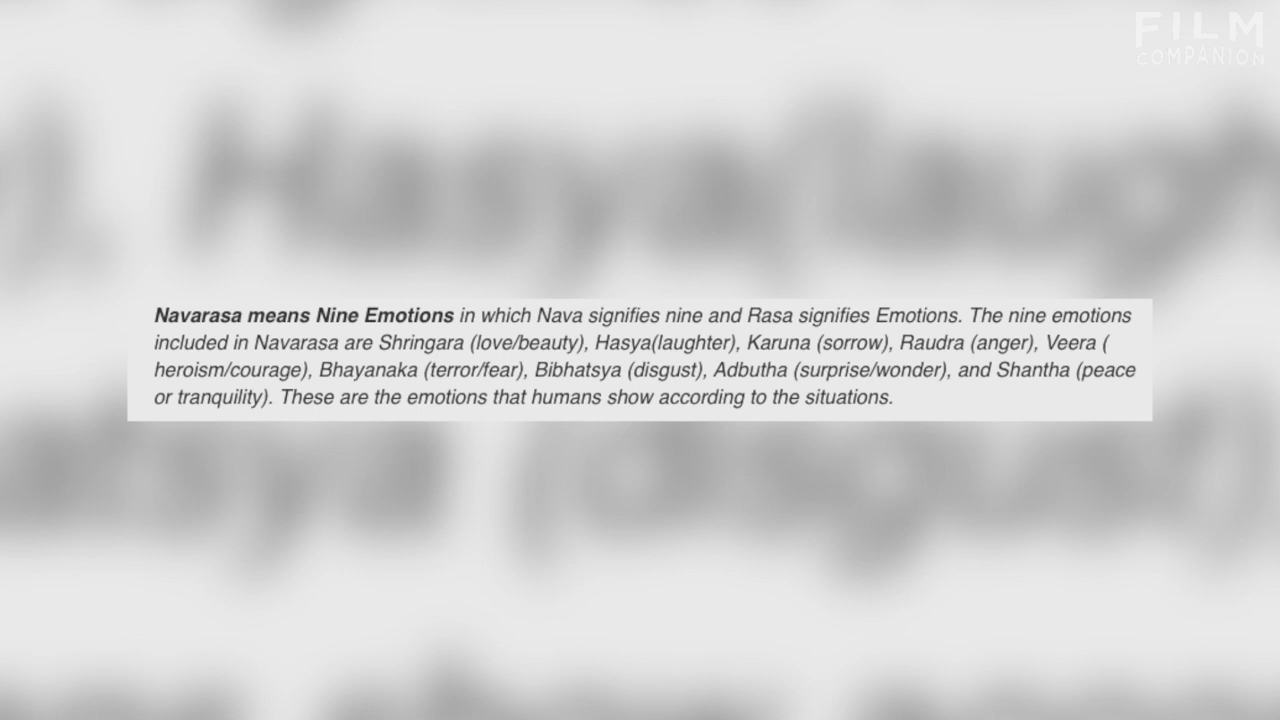 FILM
COMPANION
Navarasa means Nine Emotions in which Nava signifies nine and Rasa signifies Emotions. The nine emotions
included in Navarasa are Shringara (love/beauty), Hasya(laughter), Karuna (sorrow), Raudra (anger), Veera (
heroism/courage), Bhayanaka (terror/fear), Bibhatsya (disgust), Adbutha (surprise/wonder), and Shantha (peace
or tranquility). These are the emotions that humans show according to the situations.